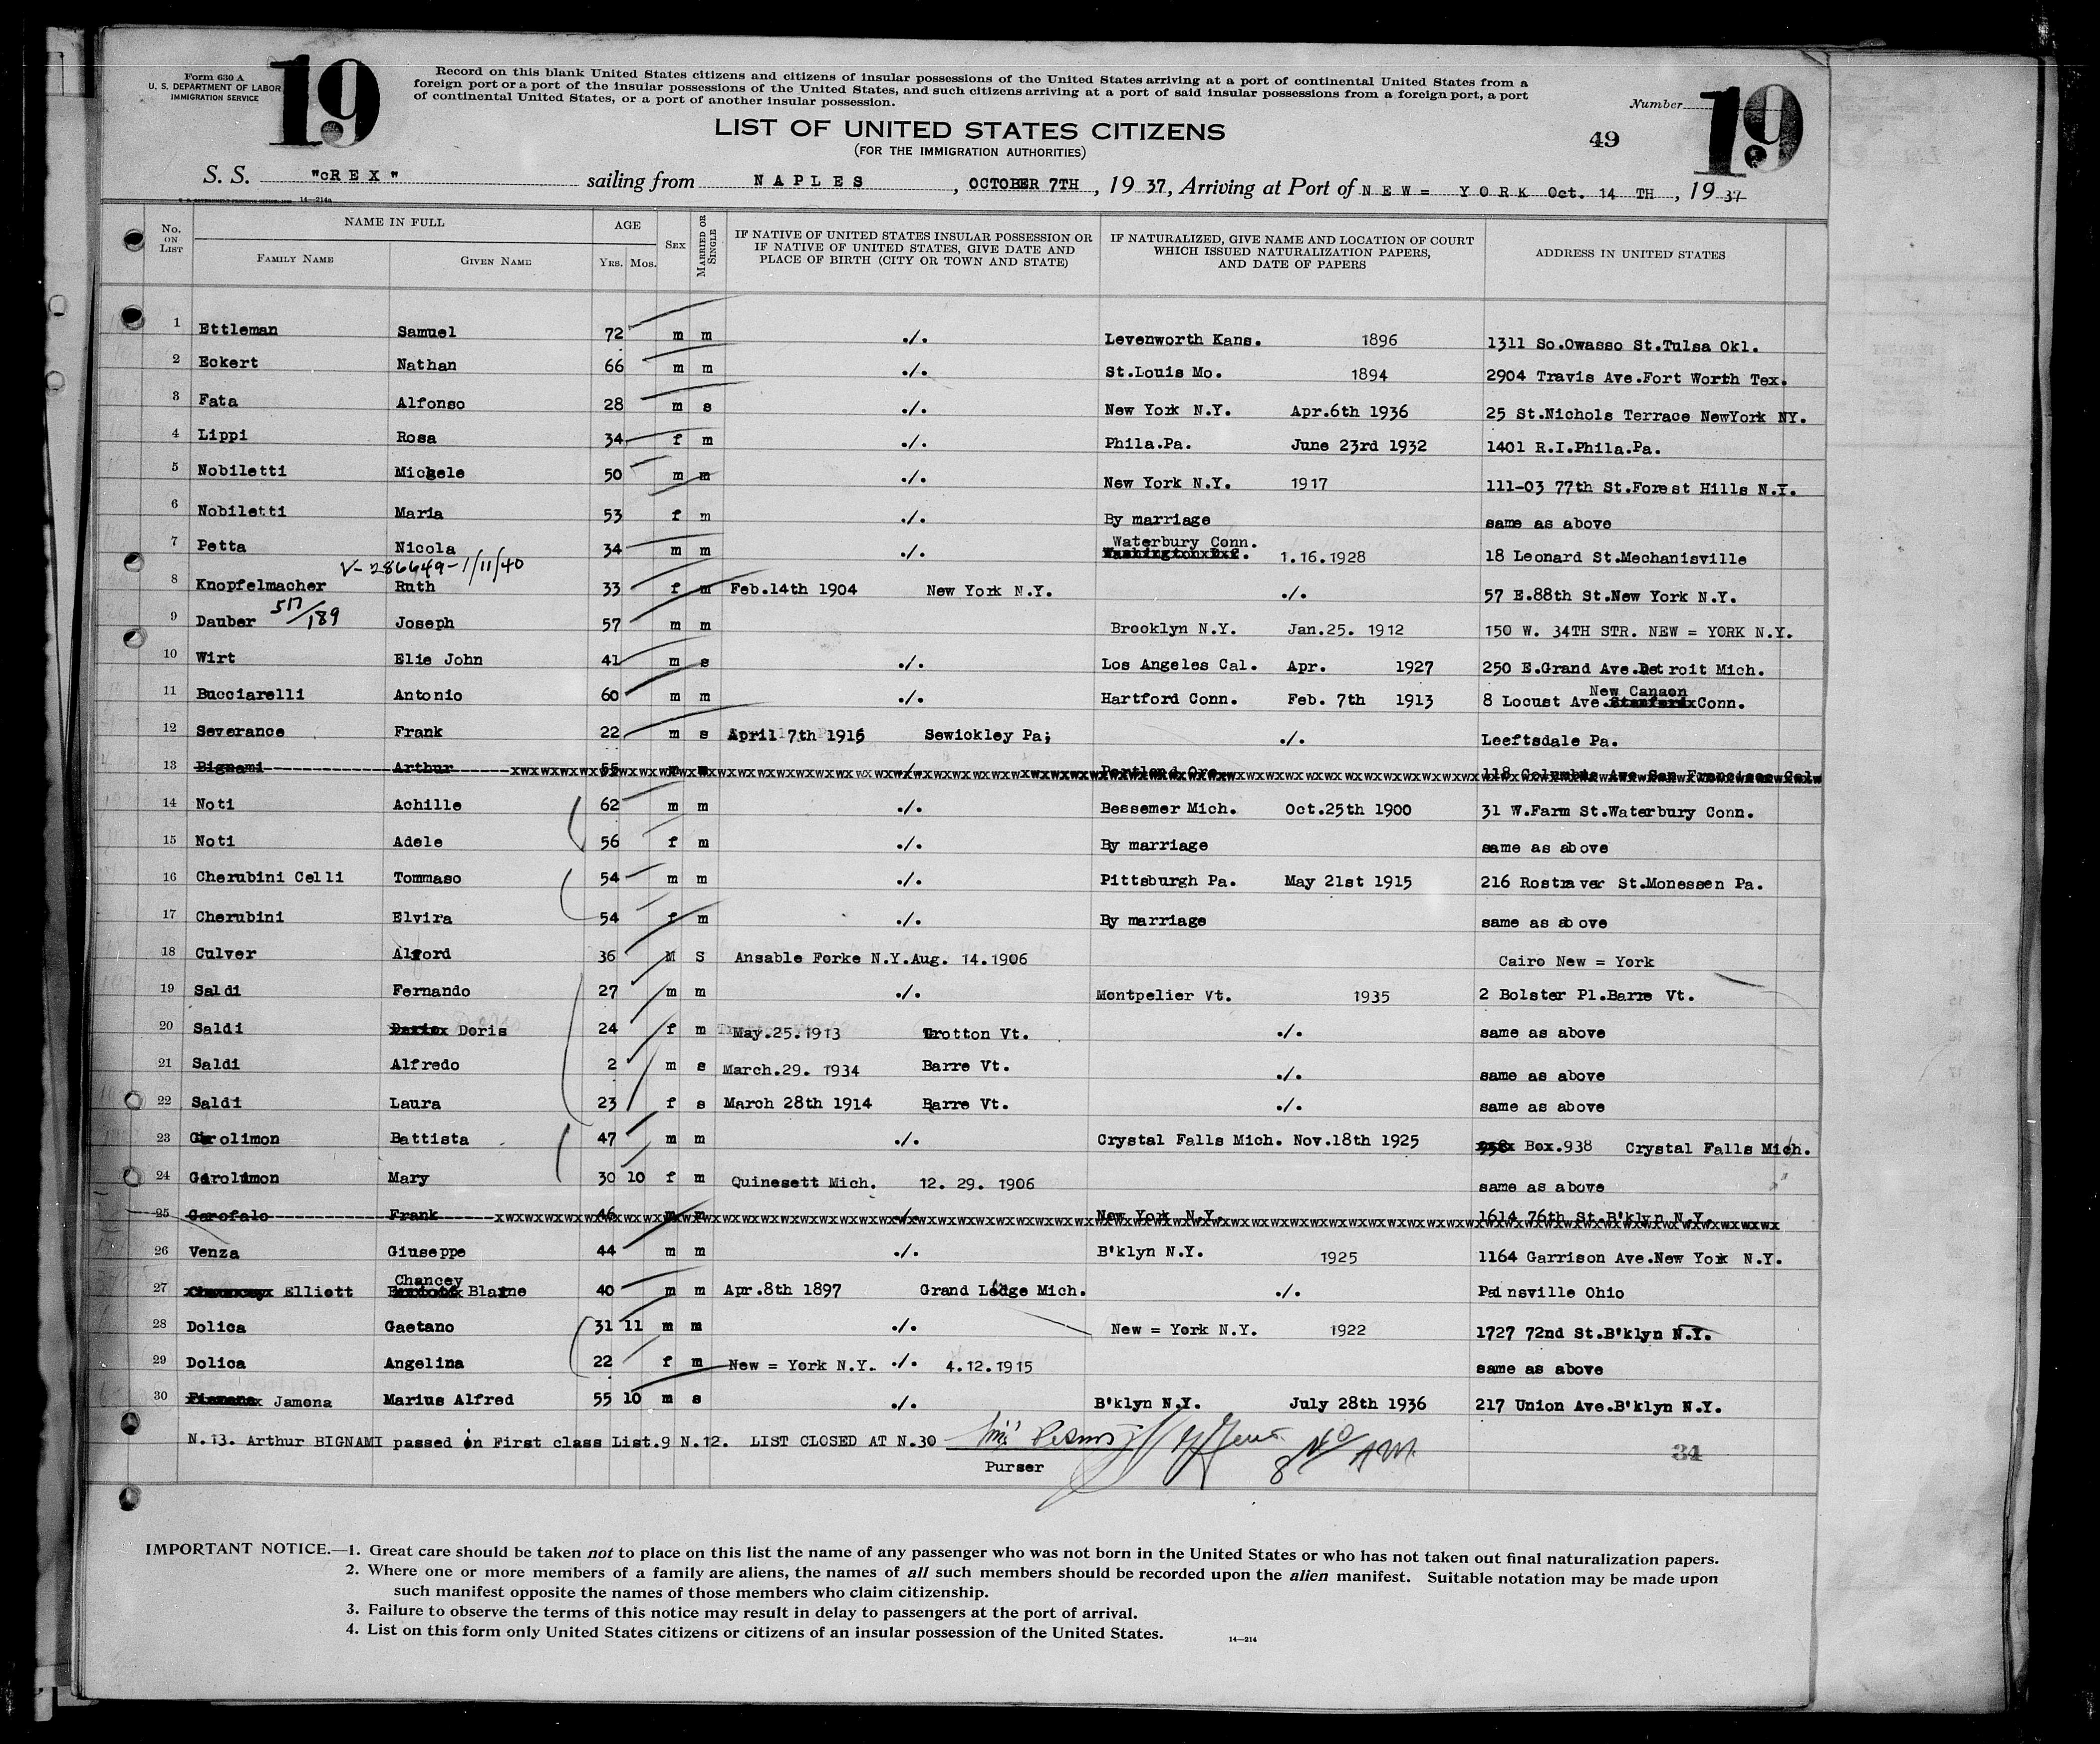 Form 630 A
U. S. DEPARTMENT OF LABOR
IMMIGRATION SERVICE
19
Record on this blank United States citizens and citizens of insular possessions of the United States arriving at a port of continental United States from a
foreign port or a port of the insular possessions of the United States, and such citizens arriving at a port of said insular possessions from a foreign port, a port
of continental United States, or a port of another insular possession.
Number
19
LIST OF UNITED STATES CITIZENS
(FOR THE IMMIGRATION AUTHORITIES)
49
S. S. "REX" sailing from NAPLES, OCTOBER 7TH, 1937, Arriving at Port of NEW= YORK Oct. 14 TH, 1937
14—214a
No. ON LIST NAME IN FULL AGE SEX MARRIED OR SINGLE IF NATIVE OF UNITED STATES INSULAR POSSESSION OR IF NATIVE OF UNITED STATES, GIVE DATE AND PLACE OF BIRTH (CITY OR TOWN AND STATE) IF NATURALIZED, GIVE NAME AND LOCATION OF COURT WHICH ISSUED NATURALIZATION PAPERS, AND DATE OF PAPERS ADDRESS IN UNITED STATES
FAMILY NAME GIVEN NAME YRS. MOS.
1 Ettleman Samuel 72 m m ./. Levenworth Kans. 1896 1311 So.Owasso St.Tulsa Okl.
2 Eckert Nathan 66 m m ./. St.Louis Mo. 1894 2904 Travis Ave.Fort Worth Tex.
3 Fata Alfonso 28 m s ./. New York N.Y. Apr.6th 1936 25 St.Nichols Terrace NewYork NY.
4 Lippi Rosa 34 f m ./. Phila.Pa. June 23rd 1932 1401 R.I.Phila.Pa.
5 Nobiletti Michele 50 m m ./. New York N.Y. 1917 111-03 77th St.Forest Hills N.Y.
6 Nobiletti Maria 53 f m ./. By marriage same as above
7 Petta Nicola 34 m m ./. Waterbury Conn. 1.16.1928 18 Leonard St.Mechanisville
V-286449-1/11/40
8 Knopfelmacher Ruth 33 f m Feb.14th 1904 New York N.Y. ./. 57 E.88th St.New York N.Y.
517/189
9 Dauber Joseph 57 m m Brooklyn N.Y. Jan.25. 1912 150 W. 34TH STR. NEW = YORK N.Y.
10 Wirt Elie John 41 m s ./. Los Angeles Cal. Apr. 1927 250 E.Grand Ave.Detroit Mich.
11 Bucciarelli Antonio 60 m m ./. Hartford Conn. Feb. 7th 1913 8 Locust Ave. New Canaon Conn.
12 Severance Frank 22 m s April 7th 1915 Sewickley Pa; ./. Leeftsdale Pa.
13 Bignami Arthur 55 m m ./. Portland Ore. 118 Columbus Ave San Francisco Cal.
14 Noti Achille 62 m m ./. Bessemer Mich. Oct.25th 1900 31 W.Farm St.Waterbury Conn.
15 Noti Adele 56 f m ./. By marriage same as above
16 Cherubini Celli Tommaso 54 m m ./. Pittsburgh Pa. May 21st 1915 216 Rostraver St.Monessen Pa.
17 Cherubini Elvira 54 f m ./. By marriage same as above
18 Culver Alford 36 M S Ansable Forke N.Y.Aug. 14.1906 Cairo New = York
19 Saldi Fernando 27 m m ./. Montpelier Vt. 1935 2 Bolster Pl.Barre Vt.
20 Saldi Doris 24 f m May.25.1913 Grotton Vt. ./. same as above
21 Saldi Alfredo 2 m s March.29. 1934 Barre Vt. ./. same as above
22 Saldi Laura 23 f s March 28th 1914 Barre Vt. ./. same as above
23 Girolimon Battista 47 m m ./. Crystal Falls Mich. Nov.18th 1925 Box.938 Crystal Falls Mich.
24 Gerolimon Mary 30 10 f m Quinesett Mich. 12. 29. 1906 same as above
25 Garofalo Frank 46 m m ./. New York N.Y. 1614 76th St.B'klyn N.Y.
26 Venza Giuseppe 44 m m ./. B'klyn N.Y. 1925 1164 Garrison Ave.New York N.Y.
27 Elliott Chancey Blaine 40 m m Apr.8th 1897 Grand Ledge Mich. ./. Painsville Ohio
28 Dolica Gaetano 31 11 m m ./. New = York N.Y. 1922 1727 72nd St.B'klyn N.Y.
29 Dolica Angelina 22 f m New = York N.Y. ./. 4.12.1915 same as above
30 Jamona Marius Alfred 55 10 m s ./. B'klyn N.Y. July 28th 1936 217 Union Ave.B'klyn N.Y.
N.13. Arthur BIGNAMI passed in First class List.9 N.12. LIST CLOSED AT N.30
Purser
34
IMPORTANT NOTICE.—1. Great care should be taken not to place on this list the name of any passenger who was not born in the United States or who has not taken out final naturalization papers.
2. Where one or more members of a family are aliens, the names of all such members should be recorded upon the alien manifest. Suitable notation may be made upon
such manifest opposite the names of those members who claim citizenship.
3. Failure to observe the terms of this notice may result in delay to passengers at the port of arrival.
4. List on this form only United States citizens or citizens of an insular possession of the United States.
14—214